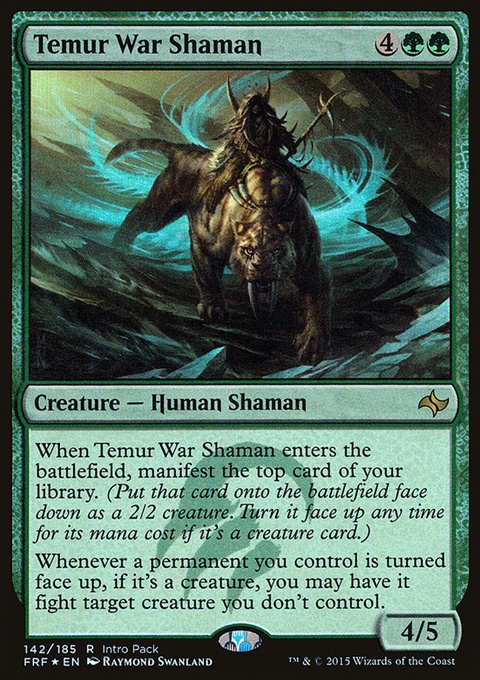 Temur War Shaman 4
Creature — Human Shaman
When Temur War Shaman enters the
battlefield, manifest the top card of your
library. (Put that card onto the battlefield face
down as a 2/2 creature. Turn it face up any time
for its mana cost if it's a creature card.)
Whenever a permanent you control is turned
face up, if it's a creature, you may have it
fight target creature you don't control.
4/5
142/185 R Intro Pack
FRF ★ EN Raymond Swanland
™ & © 2015 Wizards of the Coast